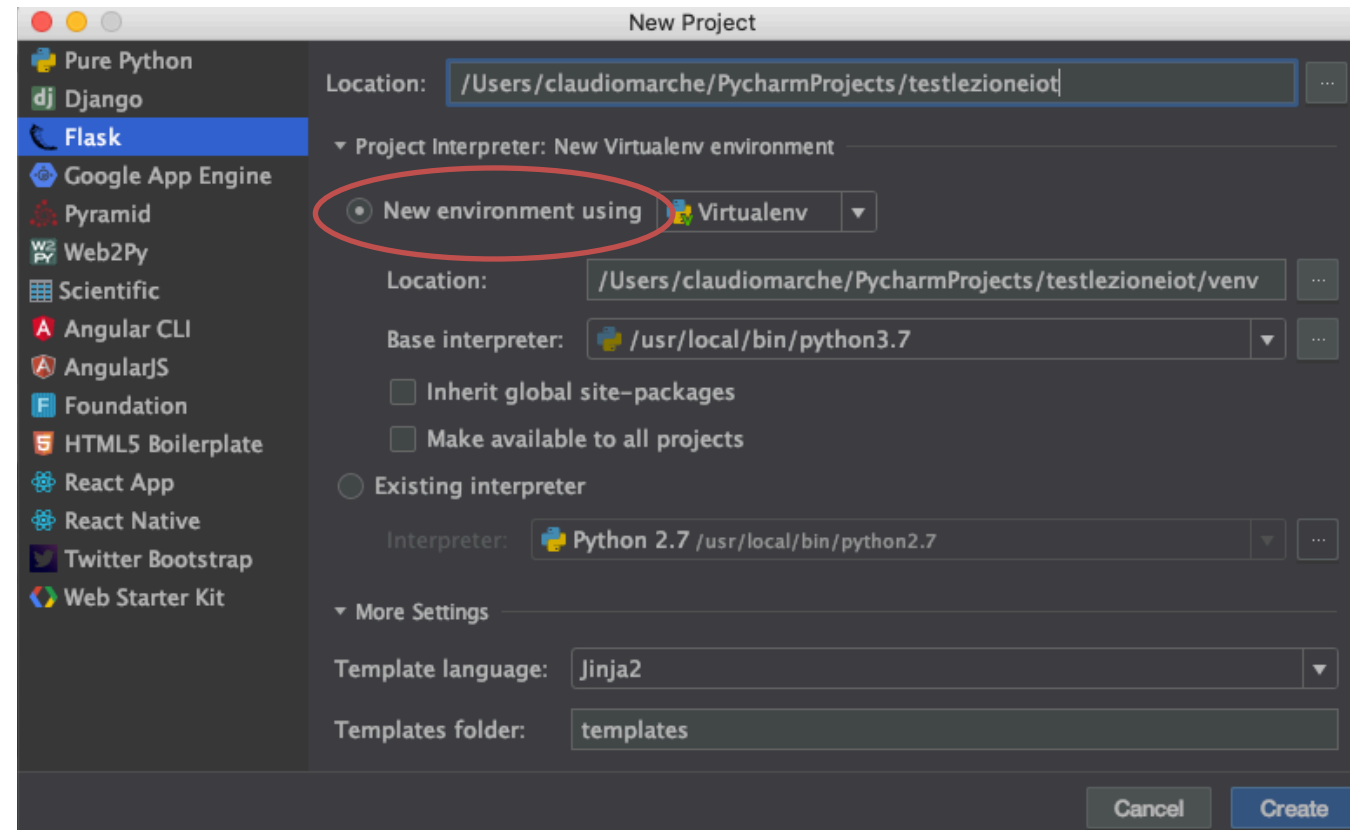 New Project
Pure Python
dj Django
Flask
Google App Engine
Pyramid
W2PY Web2Py
Scientific
A Angular CLI
A AngularJS
F Foundation
5 HTML5 Boilerplate
React App
React Native
Twitter Bootstrap
Web Starter Kit
Location: /Users/claudiomarche/PycharmProjects/testlezioneiot ...
Project Interpreter: New Virtualenv environment
New environment using Virtualenv
Location: /Users/claudiomarche/PycharmProjects/testlezioneiot/venv ...
Base interpreter: /usr/local/bin/python3.7 ...
Inherit global site-packages
Make available to all projects
Existing interpreter
Interpreter: Python 2.7 /usr/local/bin/python2.7 ...
More Settings
Template language: Jinja2
Templates folder: templates
Cancel Create